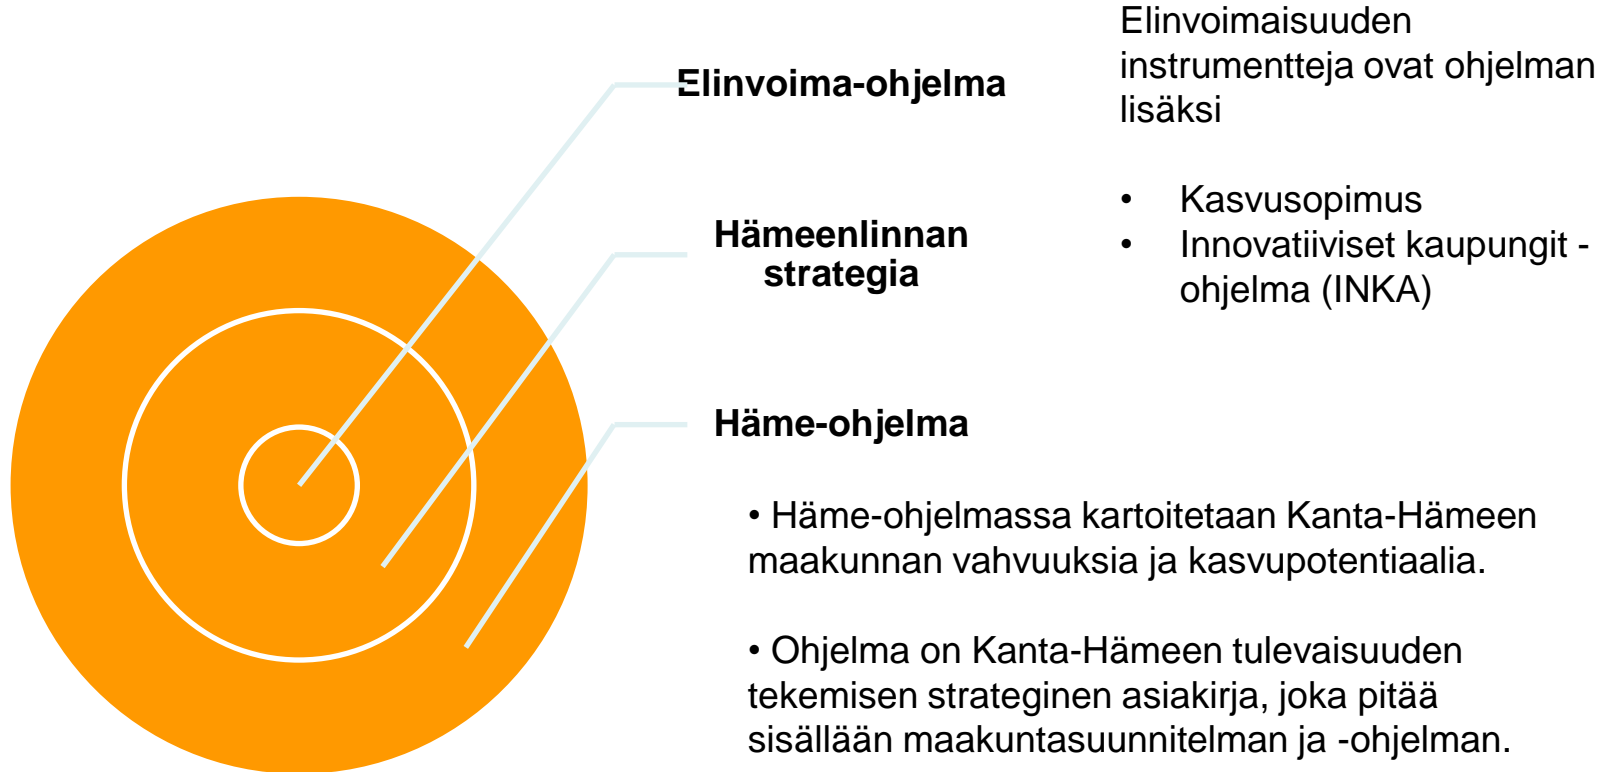 Elinvoima-ohjelma
Hämeenlinnan
strategia
Häme-ohjelma
Elinvoimaisuuden
instrumentteja ovat ohjelman
lisäksi
• Kasvusopimus
• Innovatiiviset kaupungit -
ohjelma (INKA)
• Häme-ohjelmassa kartoitetaan Kanta-Hämeen
maakunnan vahvuuksia ja kasvupotentiaalia.
• Ohjelma on Kanta-Hämeen tulevaisuuden
tekemisen strateginen asiakirja, joka pitää
sisällään maakuntasuunnitelman ja -ohjelman.